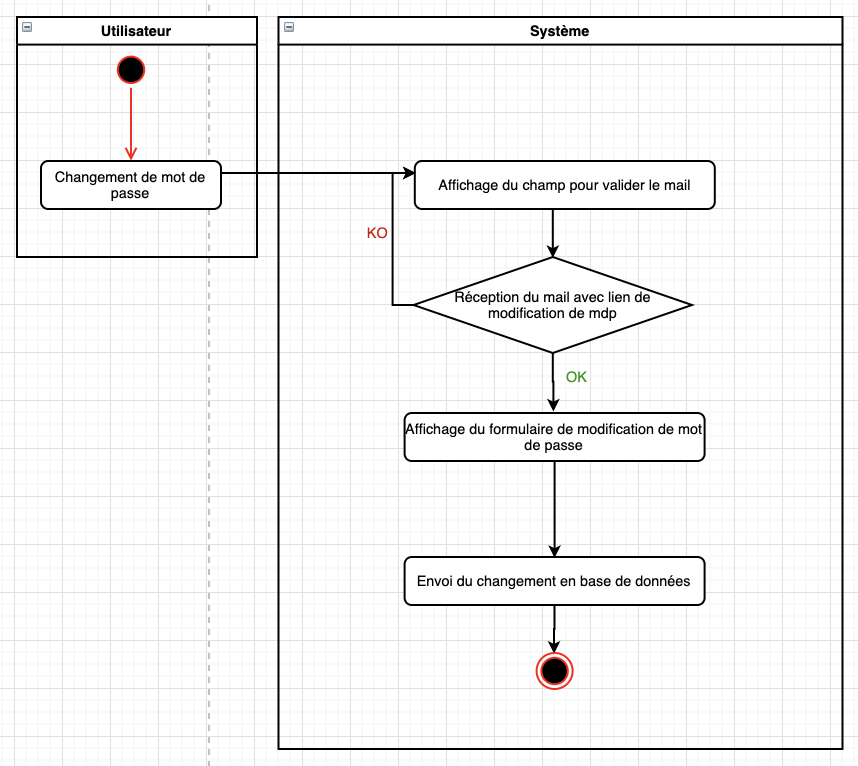 Utilisateur
Système
Changement de mot de
passe
Affichage du champ pour valider le mail
KO
Réception du mail avec lien de
modification de mdp
OK
Affichage du formulaire de modification de mot
de passe
Envoi du changement en base de données